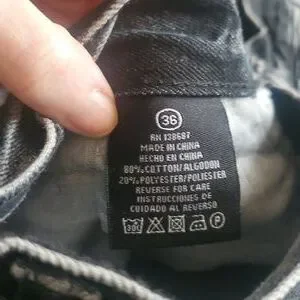 36
RN 138687
MADE IN CHINA
HECHO EN CHINA
80% COTTON/ALGODON
20% POLYESTER/POLIESTER
REVERSE FOR CARE
INSTRUCCIONES DE
CUIDADO AL REVERSO